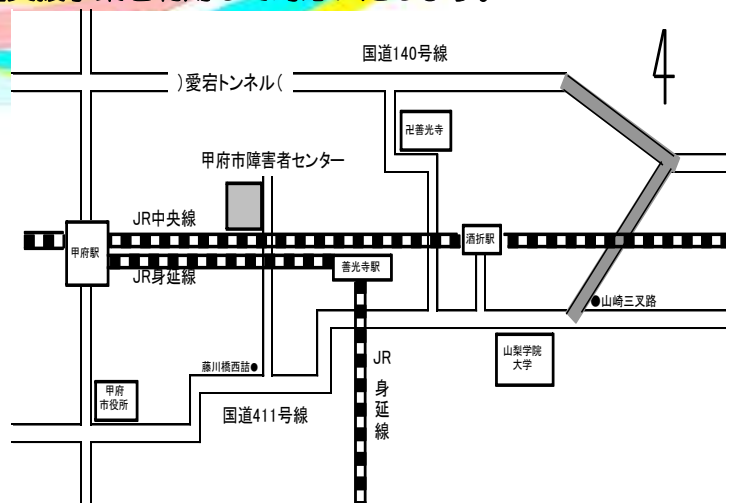 国道140号線
)愛宕トンネル(
卍善光寺
甲府市障害者センター
JR中央線
甲府駅
酒折駅
JR身延線
善光寺駅
●山崎三叉路
藤川橋西詰●
JR
身
延
線
山梨学院
大学
甲府
市役所
国道411号線